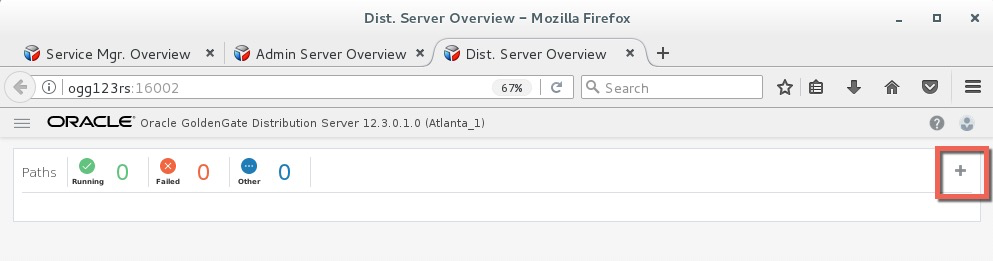 Dist. Server Overview – Mozilla Firefox
Service Mgr. Overview Admin Server Overview Dist. Server Overview
ogg123rs:16002 67% Search
ORACLE Oracle GoldenGate Distribution Server 12.3.0.1.0 (Atlanta_1)
Paths Running 0 Failed 0 Other 0